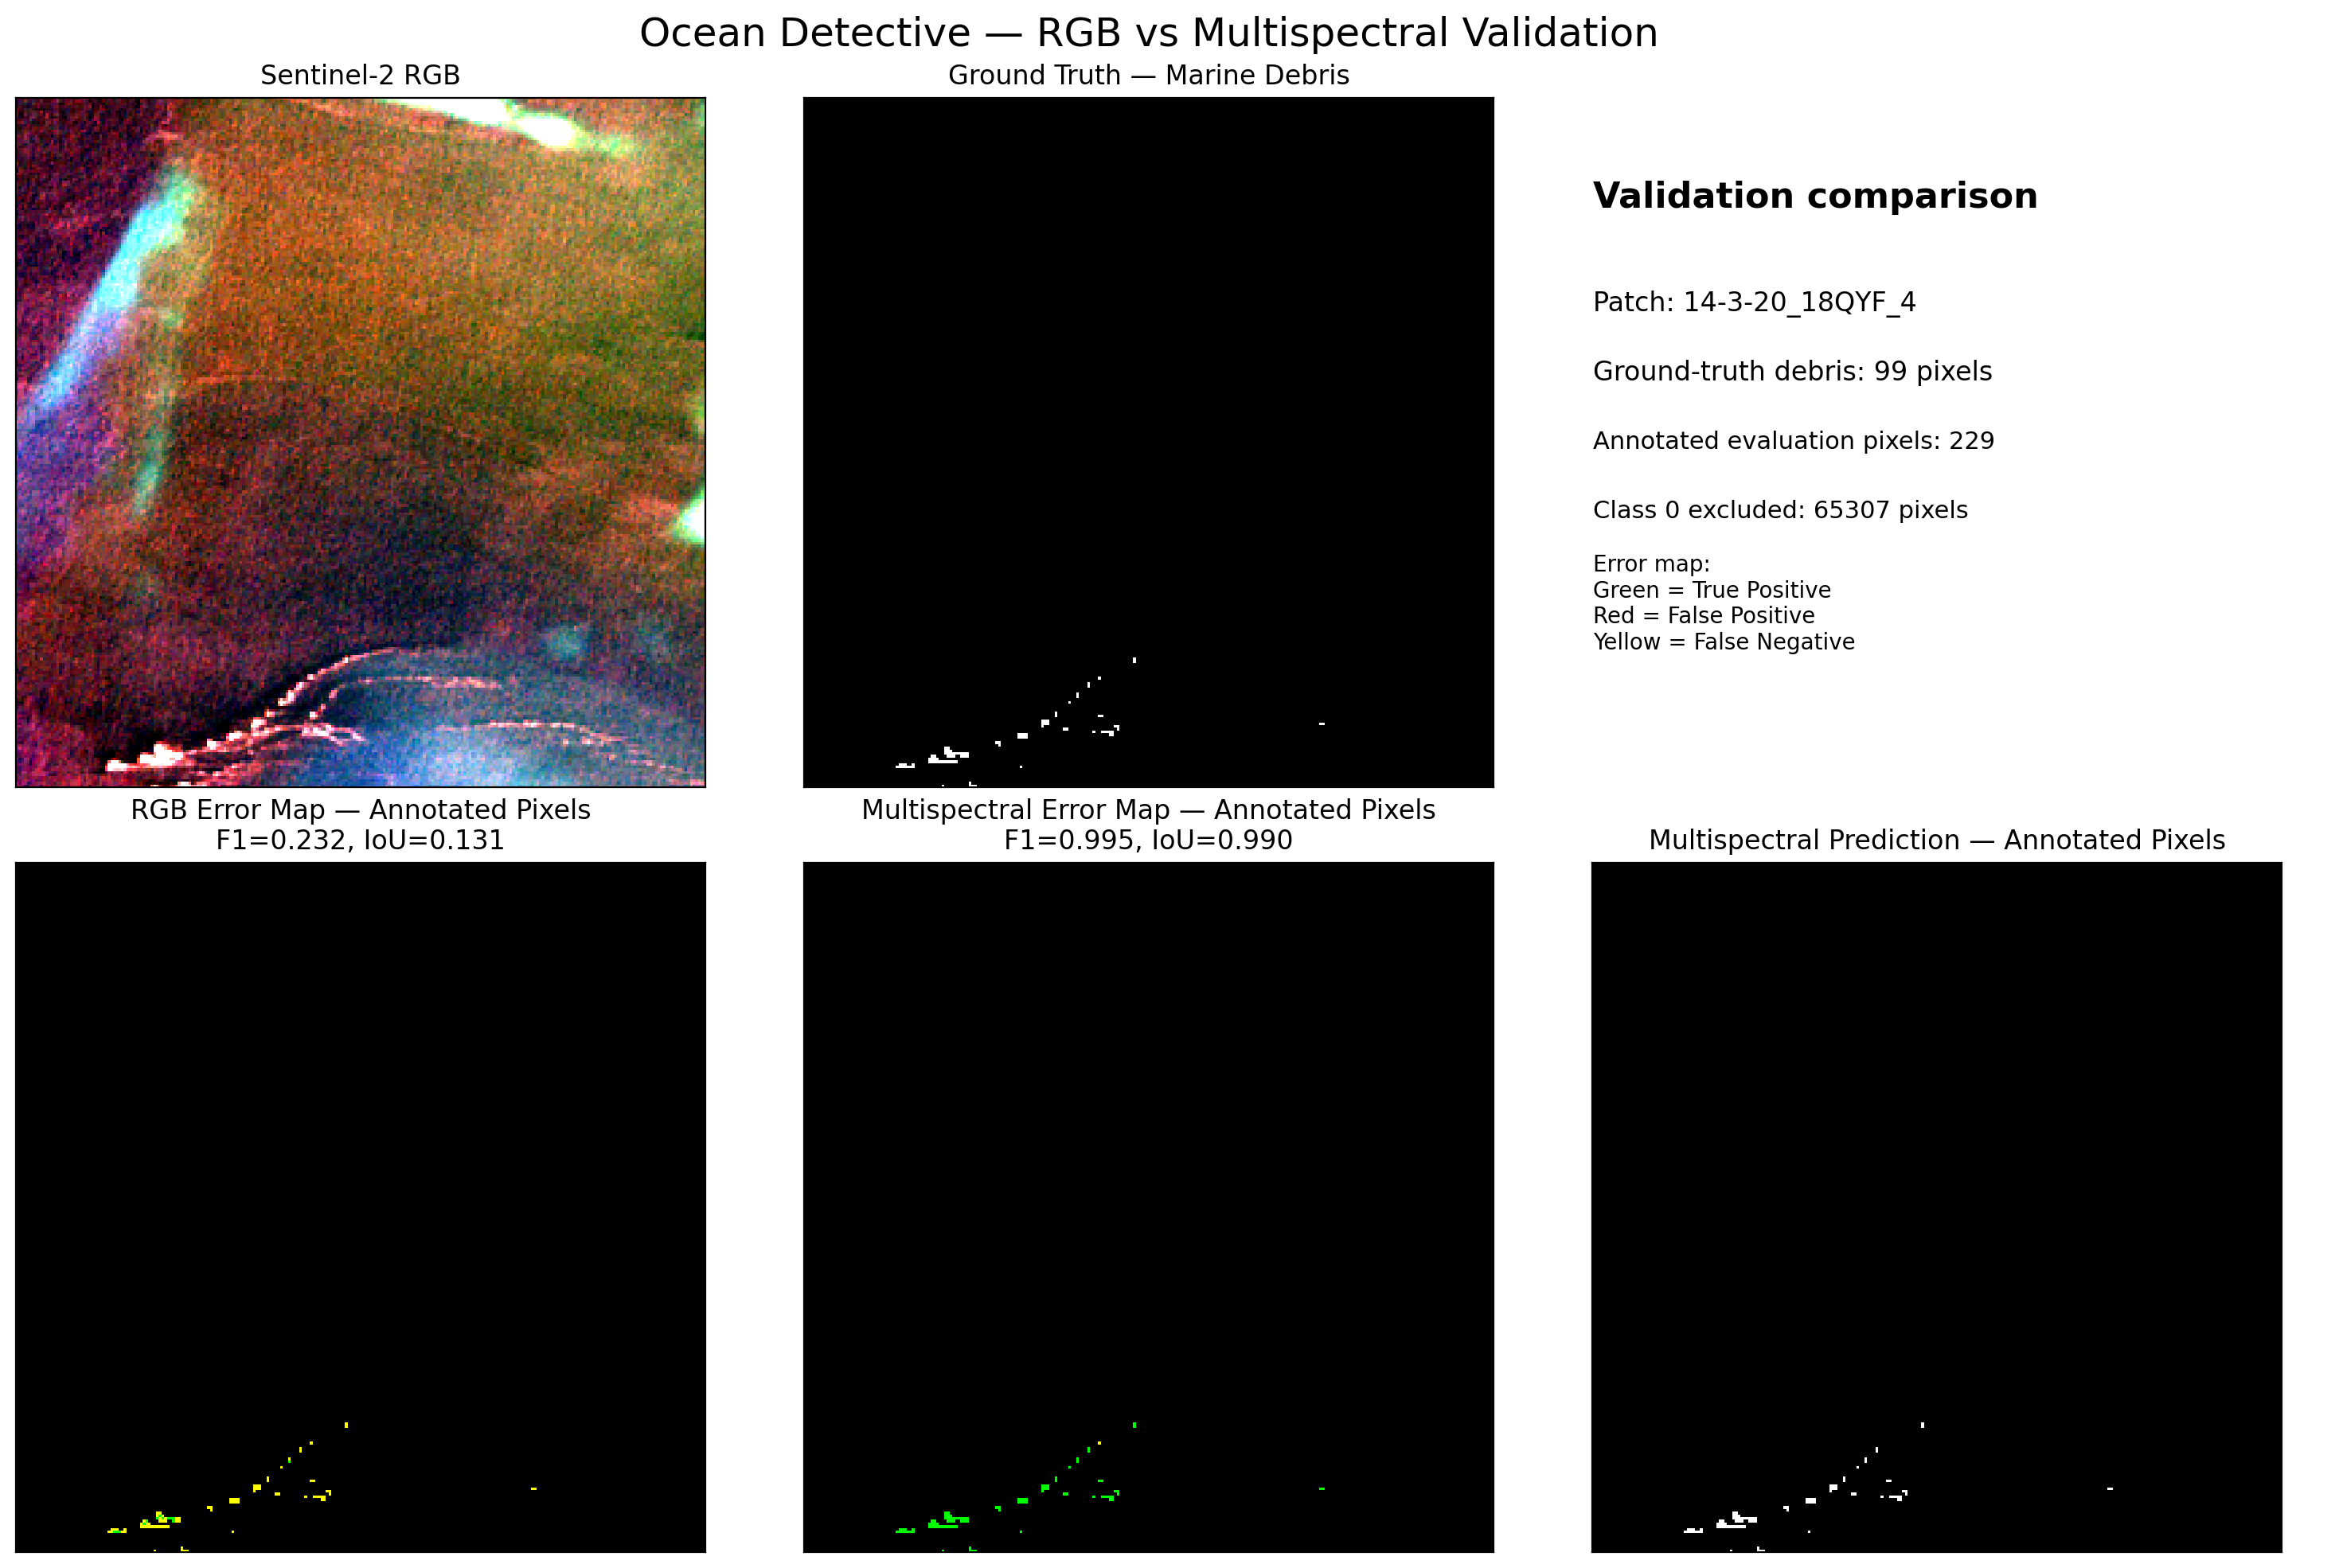 Ocean Detective — RGB vs Multispectral Validation
Sentinel-2 RGB
Ground Truth — Marine Debris
Validation comparison
Patch: 14-3-20_18QYF_4
Ground-truth debris: 99 pixels
Annotated evaluation pixels: 229
Class 0 excluded: 65307 pixels
Error map:
Green = True Positive
Red = False Positive
Yellow = False Negative
RGB Error Map — Annotated Pixels
F1=0.232, IoU=0.131
Multispectral Error Map — Annotated Pixels
F1=0.995, IoU=0.990
Multispectral Prediction — Annotated Pixels